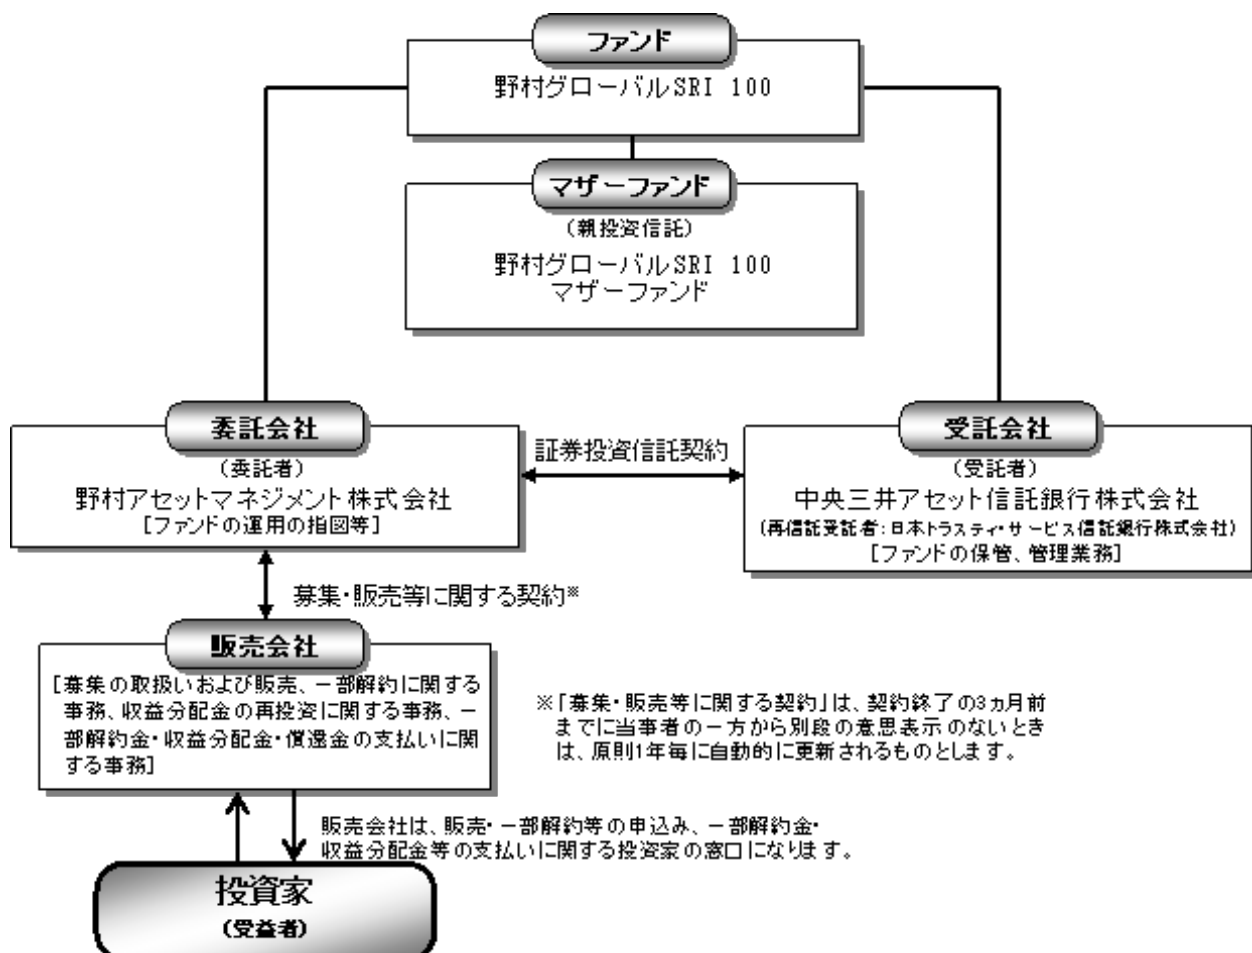 ファンド
野村グローバルSRI 100
マザーファンド
(親投資信託)
野村グローバルSRI 100
マザーファンド
委託会社
(委託者)
野村アセットマネジメント株式会社
[ファンドの運用の指図等]
証券投資信託契約
受託会社
(受託者)
中央三井アセット信託銀行株式会社
(再信託受託者:日本トラスティ・サービス信託銀行株式会社)
[ファンドの保管、管理業務]
募集・販売等に関する契約※
販売会社
[募集の取扱いおよび販売、一部解約に関する
事務、収益分配金の再投資に関する事務、一
部解約金・収益分配金・償還金の支払いに関
する事務]
※「募集・販売等に関する契約」は、契約終了の3ヵ月前
までに当事者の一方から別段の意思表示のないとき
は、原則1年毎に自動的に更新されるものとします。
販売会社は、販売・一部解約等の申込み、一部解約金・
収益分配金等の支払いに関する投資家の窓口になります。
投資家
(受益者)